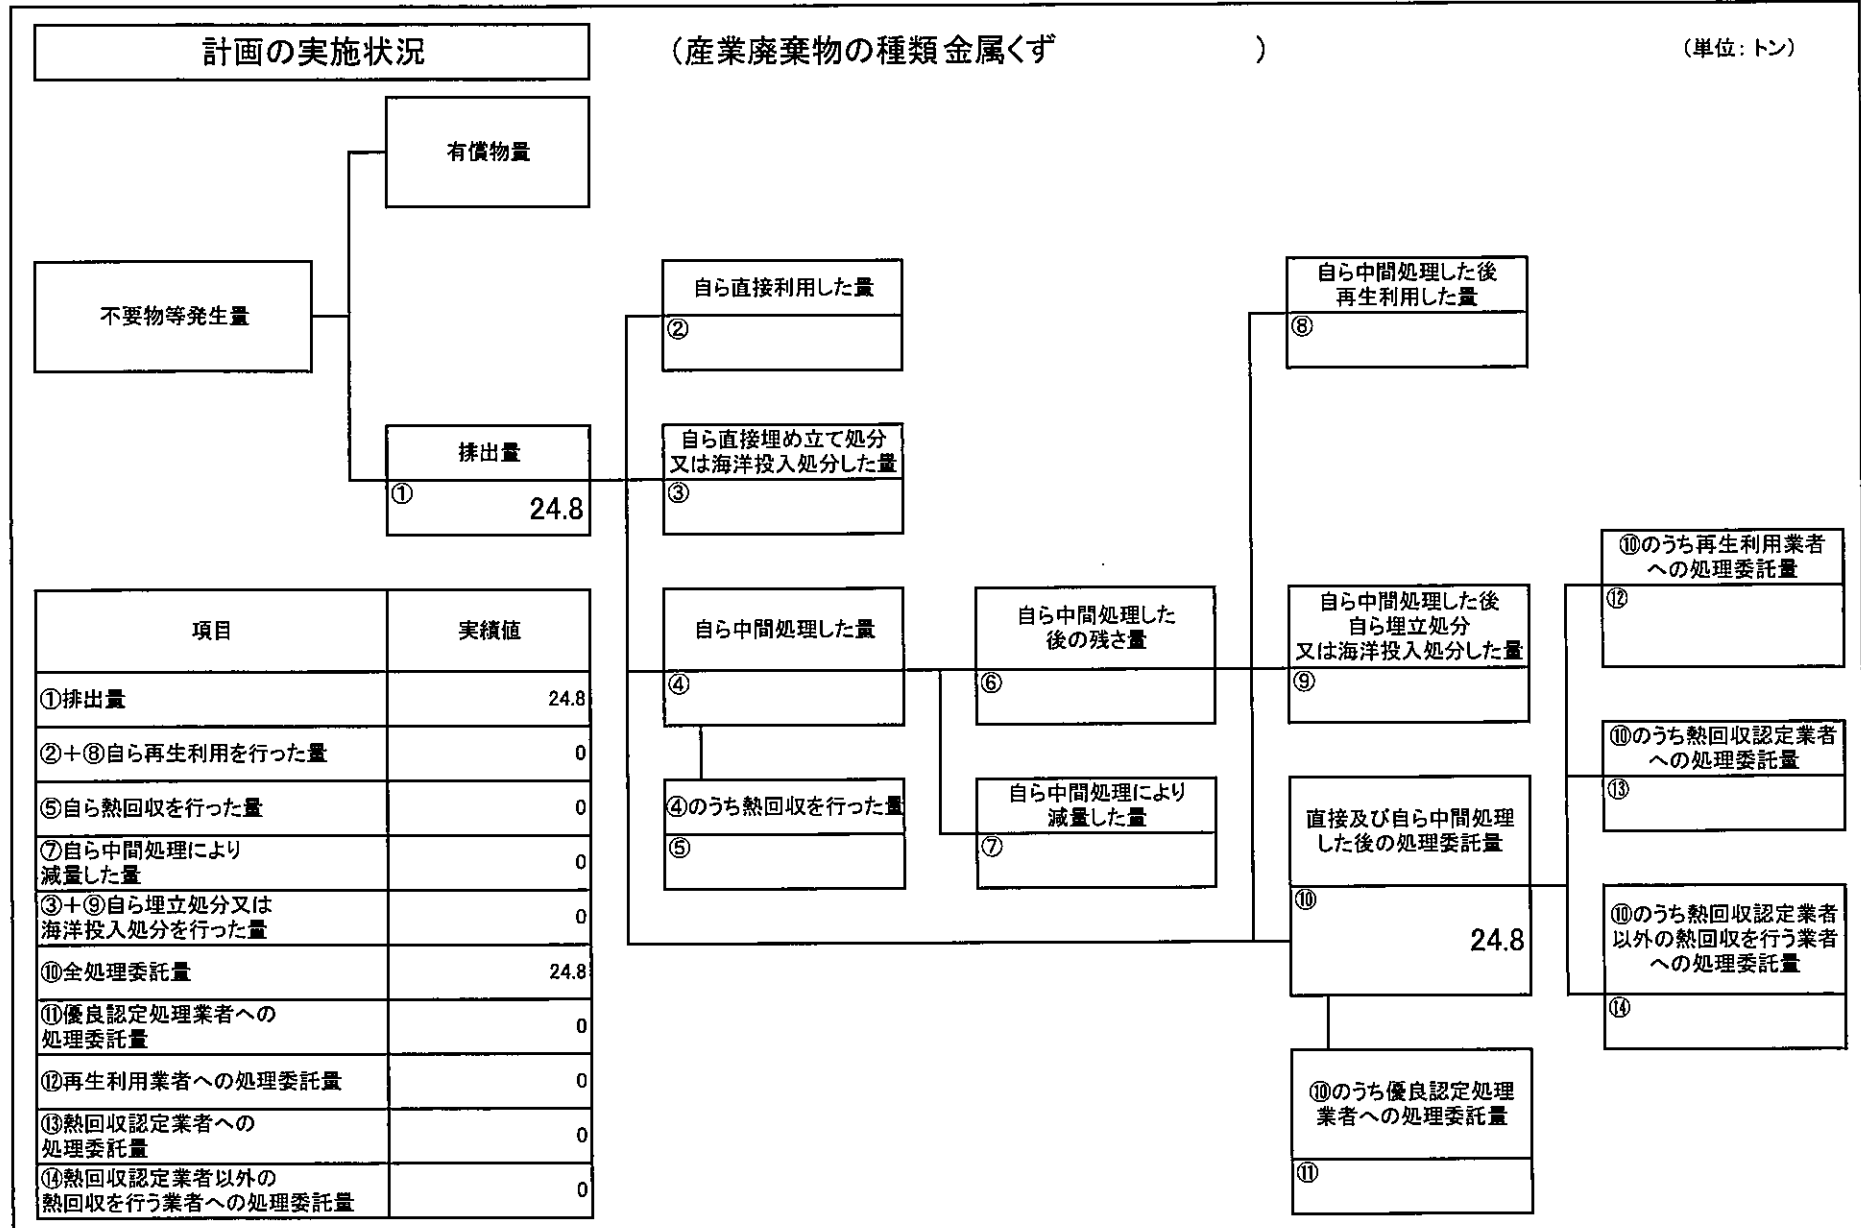 計画の実施状況
(産業廃棄物の種類 金属くず )
(単位：トン)
有償物量
不要物等発生量
自ら直接利用した量
②
自ら中間処理した後
再生利用した量
⑧
排出量
① 24.8
自ら直接埋め立て処分
又は海洋投入処分した量
③
⑩のうち再生利用業者
への処理委託量
⑫
自ら中間処理した量
④
自ら中間処理した
後の残さ量
⑥
自ら中間処理した後
自ら埋立処分
又は海洋投入処分した量
⑨
⑩のうち熱回収認定業者
への処理委託量
⑬
④のうち熱回収を行った量
⑤
自ら中間処理により
減量した量
⑦
直接及び自ら中間処理
した後の処理委託量
⑩
24.8
⑩のうち熱回収認定業者
以外の熱回収を行う業者
への処理委託量
⑭
⑩のうち優良認定処理
業者への処理委託量
⑪
項目 実績値
①排出量 24.8
②＋⑧自ら再生利用を行った量 0
⑤自ら熱回収を行った量 0
⑦自ら中間処理により
減量した量 0
③＋⑨自ら埋立処分又は
海洋投入処分を行った量 0
⑩全処理委託量 24.8
⑪優良認定処理業者への
処理委託量 0
⑫再生利用業者への処理委託量 0
⑬熱回収認定業者への
処理委託量 0
⑭熱回収認定業者以外の
熱回収を行う業者への処理委託量 0